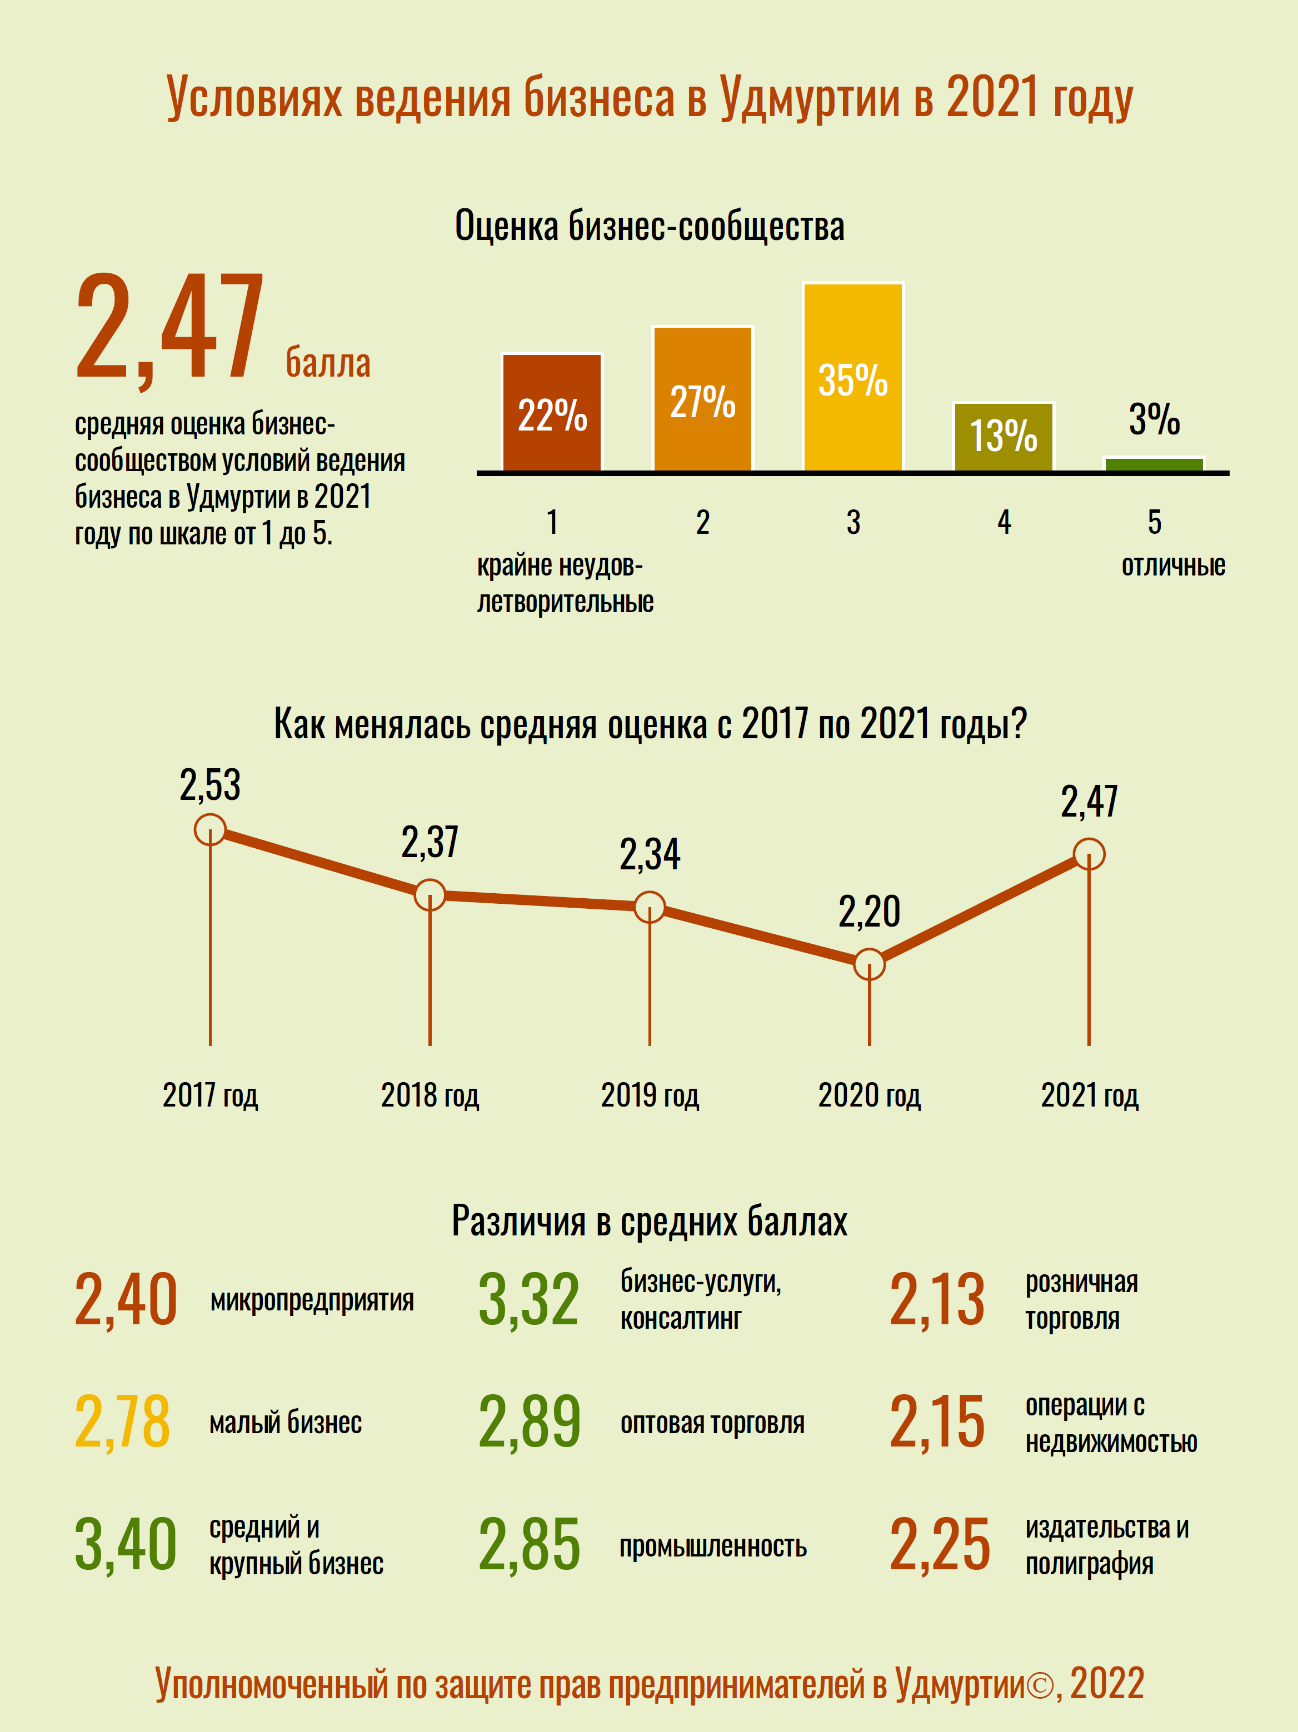 Условиях ведения бизнеса в Удмуртии в 2021 году
Оценка бизнес-сообщества
2,47 балла
средняя оценка бизнес-
сообществом условий ведения
бизнеса в Удмуртии в 2021
году по шкале от 1 до 5.
22%
27%
35%
13%
3%
1
2
3
4
5
крайне неудов-
летворительные
отличные
Как менялась средняя оценка с 2017 по 2021 годы?
2,53
2,37
2,34
2,20
2,47
2017 год
2018 год
2019 год
2020 год
2021 год
Различия в средних баллах
2,40
микропредприятия
3,32
бизнес-услуги,
консалтинг
2,13
розничная
торговля
2,78
малый бизнес
2,89
оптовая торговля
2,15
операции с
недвижимостью
3,40
средний и
крупный бизнес
2,85
промышленность
2,25
издательства и
полиграфия
Уполномоченный по защите прав предпринимателей в Удмуртии©, 2022